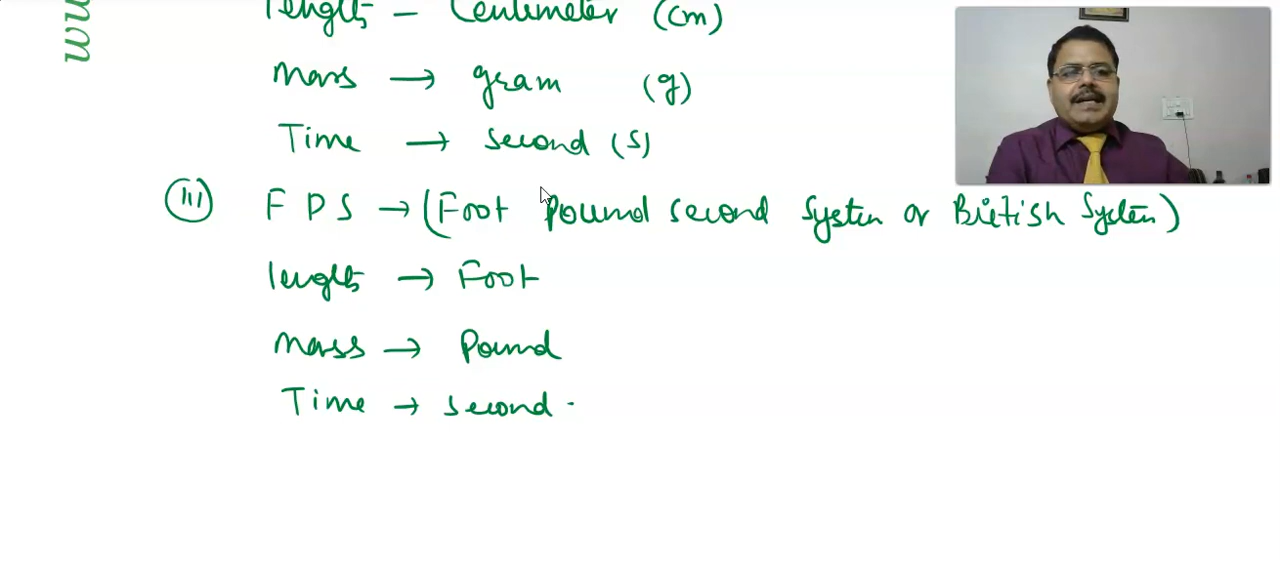 length – Centimeter (cm)
Mass → gram (g)
Time → Second (s)
(III) F P S → (Foot Pound second System or British System)
length → Foot
Mass → Pound
Time → Second .